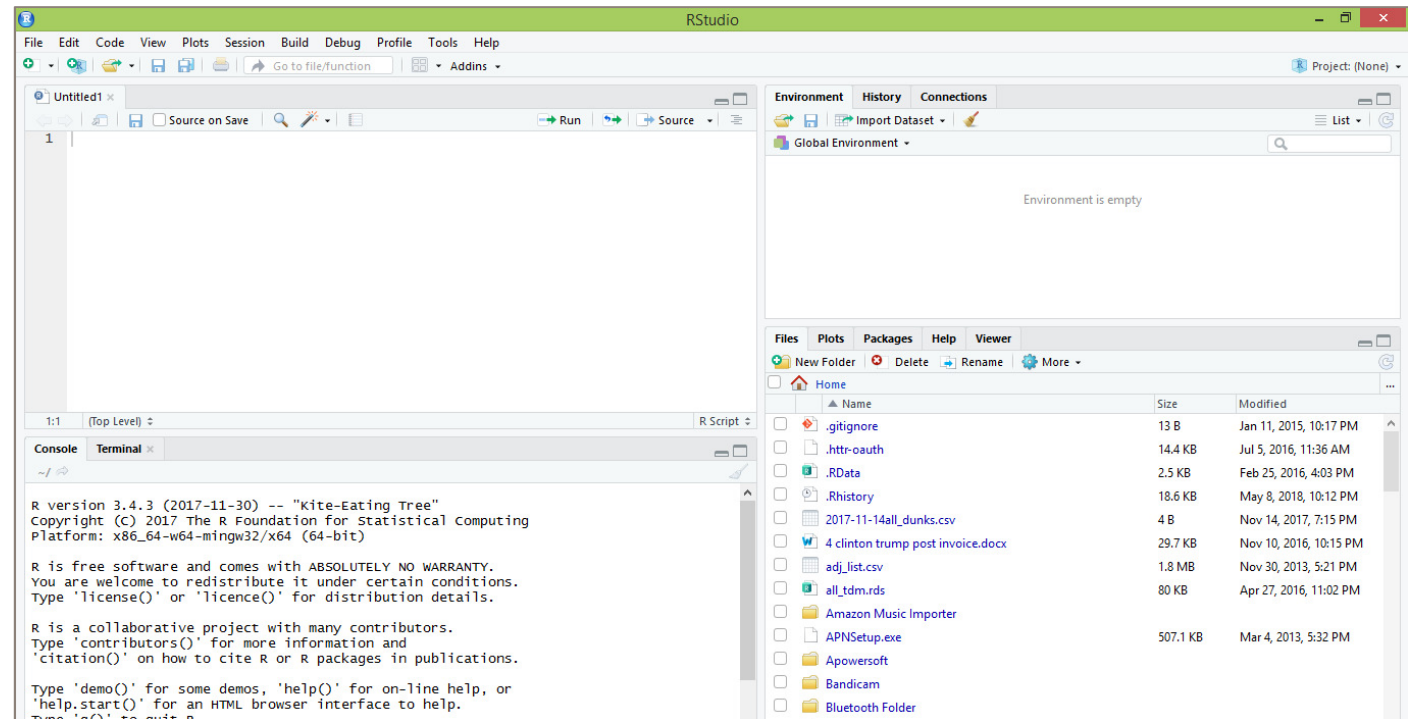 RStudio
File Edit Code View Plots Session Build Debug Profile Tools Help
Go to file/function Addins Project: (None)
Untitled1
Source on Save Run Source
1
1:1 (Top Level) R Script
Console Terminal
~/
R version 3.4.3 (2017-11-30) -- "Kite-Eating Tree"
Copyright (C) 2017 The R Foundation for Statistical Computing
Platform: x86_64-w64-mingw32/x64 (64-bit)
R is free software and comes with ABSOLUTELY NO WARRANTY.
You are welcome to redistribute it under certain conditions.
Type 'license()' or 'licence()' for distribution details.
R is a collaborative project with many contributors.
Type 'contributors()' for more information and
'citation()' on how to cite R or R packages in publications.
Type 'demo()' for some demos, 'help()' for on-line help, or
'help.start()' for an HTML browser interface to help.
Type 'q()' to quit R.
Environment History Connections
Import Dataset List
Global Environment
Environment is empty
Files Plots Packages Help Viewer
New Folder Delete Rename More
Home ...
Name Size Modified
.gitignore 13 B Jan 11, 2015, 10:17 PM
.httr-oauth 14.4 KB Jul 5, 2016, 11:36 AM
.RData 2.5 KB Feb 25, 2016, 4:03 PM
.Rhistory 18.6 KB May 8, 2018, 10:12 PM
2017-11-14all_dunks.csv 4 B Nov 14, 2017, 7:15 PM
4 clinton trump post invoice.docx 29.7 KB Nov 10, 2016, 10:15 PM
adj_list.csv 1.8 MB Nov 30, 2013, 5:21 PM
all_tdm.rds 80 KB Apr 27, 2016, 11:02 PM
Amazon Music Importer
APNSetup.exe 507.1 KB Mar 4, 2013, 5:32 PM
Apowersoft
Bandicam
Bluetooth Folder